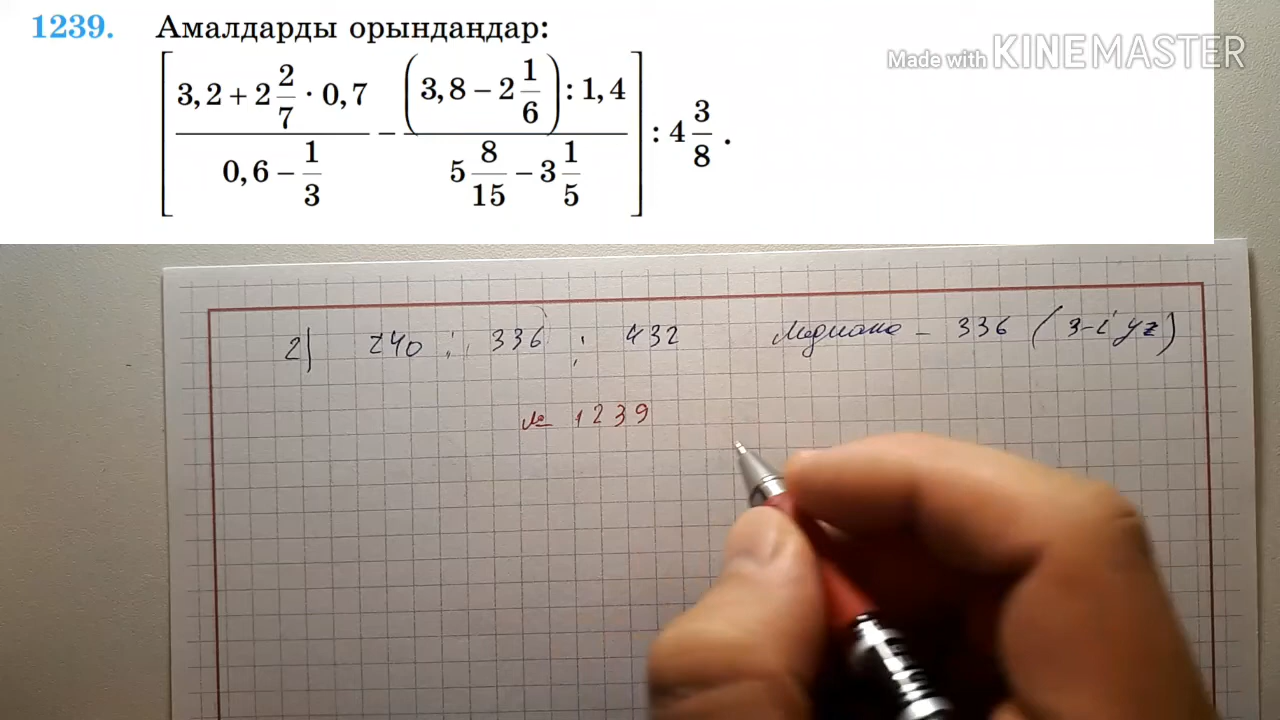 1239. Амалдарды орындаңдар:
Made with KINEMASTER
[(3,2 + 2 2/7 · 0,7)/(0,6 − 1/3) − ((3,8 − 2 1/6) : 1,4)/(5 8/15 − 3 1/5)] : 4 3/8 .
2) 240 ; 336 ; 432 Медиана – 336 (3-і үй)
№ 1239